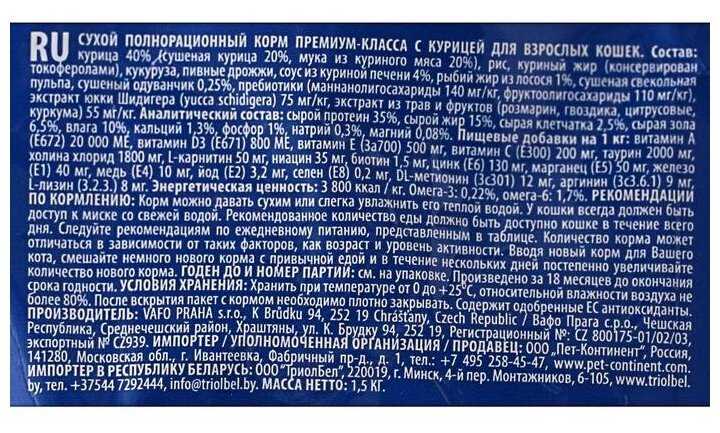 RU СУХОЙ ПОЛНОРАЦИОННЫЙ КОРМ ПРЕМИУМ-КЛАССА С КУРИЦЕЙ ДЛЯ ВЗРОСЛЫХ КОШЕК. Состав:
курица 40% (сушеная курица 20%, мука из куриного мяса 20%), рис, куриный жир (консервирован
токоферолами), кукуруза, пивные дрожжи, соус из куриной печени 4%, рыбий жир из лосося 1%, сушеная свекольная
пульпа, сушеный одуванчик 0,25%, пребиотики (маннанолигосахариды 140 мг/кг, фруктоолигосахариды 110 мг/кг),
экстракт юкки Шидигера (yucca schidigera) 75 мг/кг, экстракт из трав и фруктов (розмарин, гвоздика, цитрусовые,
куркума) 55 мг/кг. Аналитический состав: сырой протеин 35%, сырой жир 15%, сырая клетчатка 2,5%, сырая зола
6,5%, влага 10%, кальций 1,3%, фосфор 1%, натрий 0,3%, магний 0,08%. Пищевые добавки на 1 кг: витамин А
(Е672) 20 000 МЕ, витамин D3 (Е671) 800 МЕ, витамин Е (3а700) 500 мг, витамин С (Е300) 200 мг, таурин 2000 мг,
холина хлорид 1800 мг, L-карнитин 50 мг, ниацин 35 мг, биотин 1,5 мг, цинк (Е6) 130 мг, марганец (Е5) 50 мг, железо
(Е1) 40 мг, медь (Е4) 10 мг, йод (Е2) 3,2 мг, селен (Е8) 0,2 мг, DL-метионин (3с301) 12 мг, аргинин (3с3.6.1) 9 мг,
L-лизин (3.2.3.) 8 мг. Энергетическая ценность: 3 800 ккал / кг. Омега-3: 0,22%, омега-6: 1,7%. РЕКОМЕНДАЦИИ
ПО КОРМЛЕНИЮ: Корм можно давать сухим или слегка увлажнить его теплой водой. У кошки всегда должен быть
доступ к миске со свежей водой. Рекомендованное количество еды должно быть доступно кошке в течение всего
дня. Следуйте рекомендациям по ежедневному питанию, представленным в таблице. Количество корма может
отличаться в зависимости от таких факторов, как возраст и уровень активности. Вводя новый корм для Вашего
кота, смешайте немного нового корма с привычной едой и в течение нескольких дней постепенно увеличивайте
количество нового корма. ГОДЕН ДО И НОМЕР ПАРТИИ: см. на упаковке. Произведено за 18 месяцев до окончания
срока годности. УСЛОВИЯ ХРАНЕНИЯ: Хранить при температуре от 0 до +25°С, относительной влажности воздуха не
более 80%. После вскрытия пакет с кормом необходимо плотно закрывать. Содержит одобренные ЕС антиоксиданты.
ПРОИЗВОДИТЕЛЬ: VAFO PRAHA s.r.o., K Brůdku 94, 252 19 Chrášťany, Czech Republic / Вафо Прага с.р.о., Чешская
Республика, Среднечешский район, Храштяны, ул. К. Брудку 94, 252 19, Регистрационный №: CZ 800175-01/02/03,
экспортный № CZ939. ИМПОРТЕР / УПОЛНОМОЧЕННАЯ ОРГАНИЗАЦИЯ / ПРОДАВЕЦ: ООО "Пет-Континент", Россия,
141280, Московская обл., г. Ивантеевка, Фабричный пр-д, д. 1, тел.: +7 495 258-45-47, www.pet-continent.com.
ИМПОРТЕР В РЕСПУБЛИКУ БЕЛАРУСЬ: ООО "ТриолБел", 220019, г. Минск, 4-й пер. Монтажников, 6-105, www.triolbel.
by, тел. +37544 7292444, info@triolbel.by. МАССА НЕТТО: 1,5 КГ.